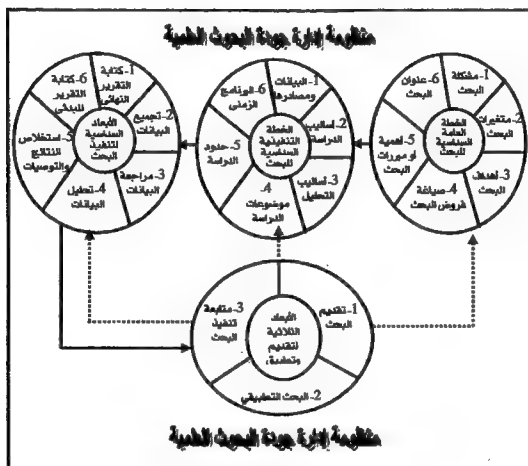 منظومة إدارة جودة البحوث العلمية
1- مشكلة
البحث
2- متغيرات
البحث
3- أهداف
البحث
4- صياغة
فروض البحث
5- أهمية
أو مبررات
البحث
6- عنوان
البحث
الخطة
العامة
السداسية
للبحث
1- البيانات
ومصادرها
2- أساليب
الدراسة
3- أساليب
التحليل
4-
موضوعات
الدراسة
5- حدود
الدراسة
6- البرنامج
الزمني
الخطة
التنفيذية
السداسية
للبحث
1- كتابة
التقرير
النهائي
2- تجميع
البيانات
3- مراجعة
البيانات
4- تحليل
البيانات
5- استخلاص
النتائج
والتوصيات
6- كتابة
التقرير
المبدئي
الأبعاد
السداسية
لتنفيذ
البحث
1- تقديم
البحث
2- البحث التطبيقي
3- متابعة
تنفيذ
البحث
الأبعاد
الثلاثية
لتقديم
منظومة إدارة جودة البحوث العلمية